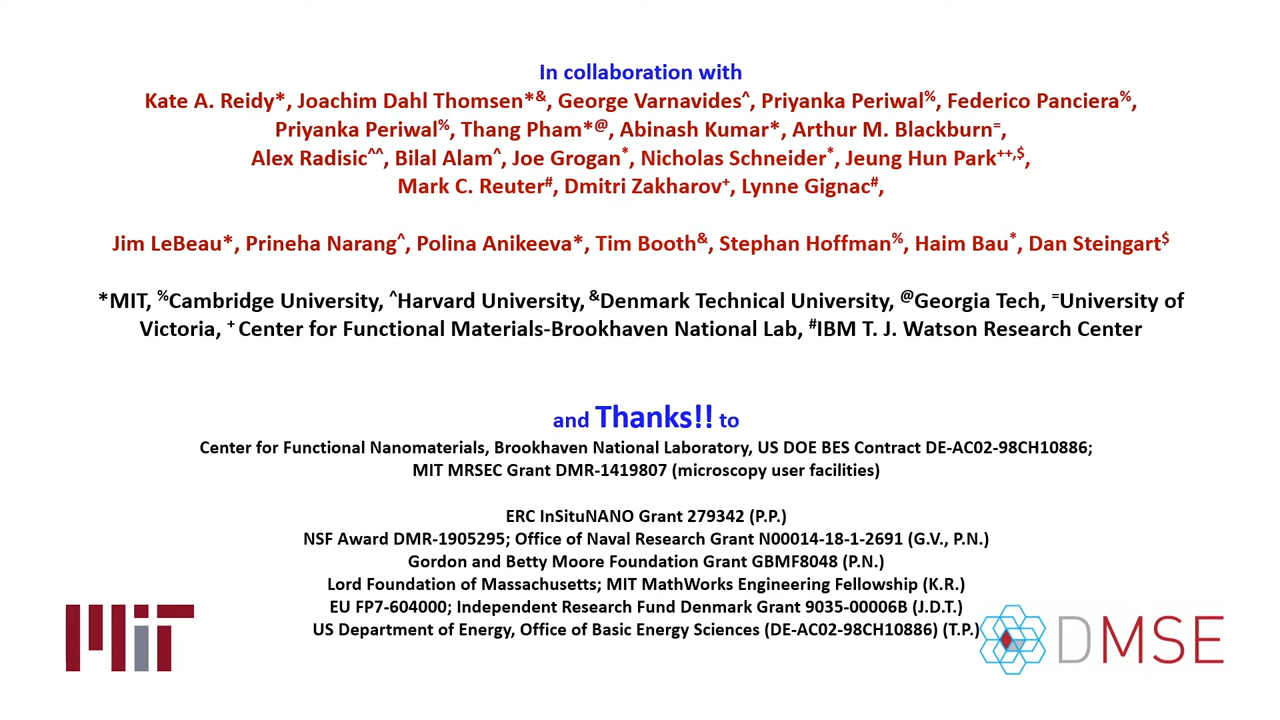 In collaboration with
Kate A. Reidy*, Joachim Dahl Thomsen*&, George Varnavides^, Priyanka Periwal%, Federico Panciera%,
Priyanka Periwal%, Thang Pham*@, Abinash Kumar*, Arthur M. Blackburn=,
Alex Radisic^^, Bilal Alam^, Joe Grogan*, Nicholas Schneider*, Jeung Hun Park++,$,
Mark C. Reuter#, Dmitri Zakharov+, Lynne Gignac#,
Jim LeBeau*, Prineha Narang^, Polina Anikeeva*, Tim Booth&, Stephan Hoffman%, Haim Bau*, Dan Steingart$
*MIT, %Cambridge University, ^Harvard University, &Denmark Technical University, @Georgia Tech, =University of
Victoria, + Center for Functional Materials-Brookhaven National Lab, #IBM T. J. Watson Research Center
and Thanks!! to
Center for Functional Nanomaterials, Brookhaven National Laboratory, US DOE BES Contract DE-AC02-98CH10886;
MIT MRSEC Grant DMR-1419807 (microscopy user facilities)
ERC InSituNANO Grant 279342 (P.P.)
NSF Award DMR-1905295; Office of Naval Research Grant N00014-18-1-2691 (G.V., P.N.)
Gordon and Betty Moore Foundation Grant GBMF8048 (P.N.)
Lord Foundation of Massachusetts; MIT MathWorks Engineering Fellowship (K.R.)
EU FP7-604000; Independent Research Fund Denmark Grant 9035-00006B (J.D.T.)
US Department of Energy, Office of Basic Energy Sciences (DE-AC02-98CH10886) (T.P.)
MIT
DMSE